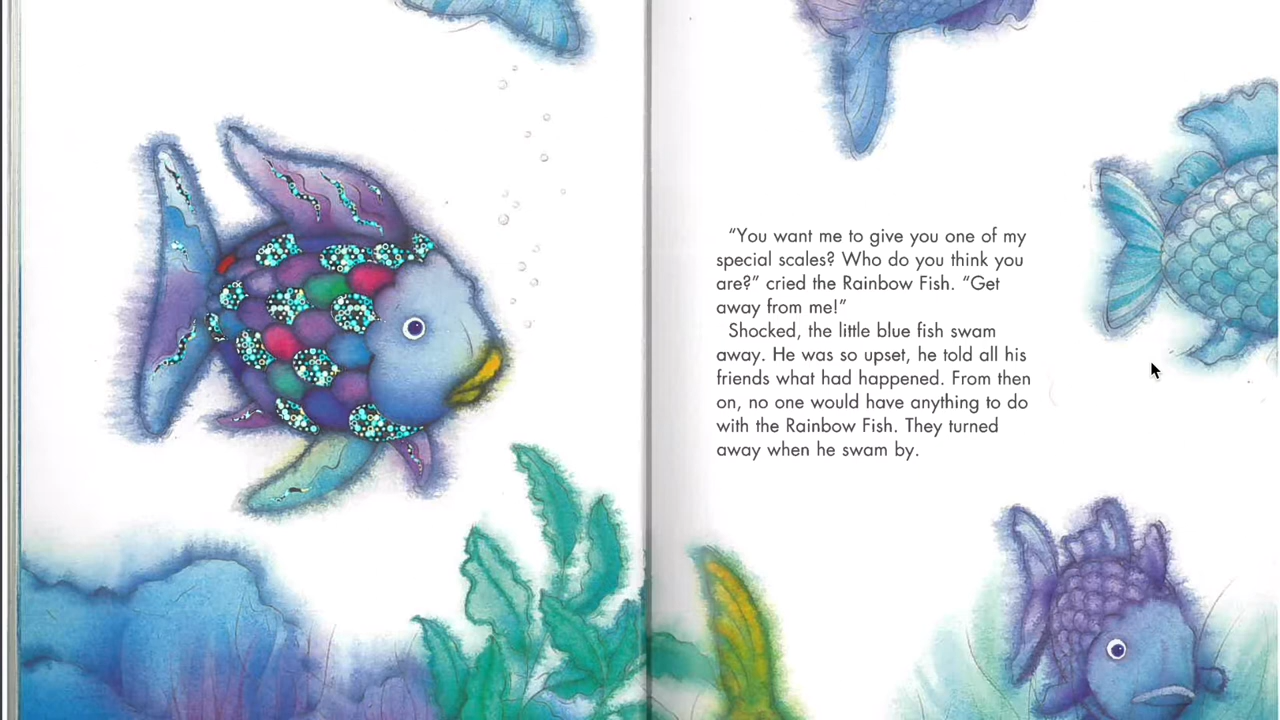 “You want me to give you one of my
special scales? Who do you think you
are?” cried the Rainbow Fish. “Get
away from me!”
Shocked, the little blue fish swam
away. He was so upset, he told all his
friends what had happened. From then
on, no one would have anything to do
with the Rainbow Fish. They turned
away when he swam by.